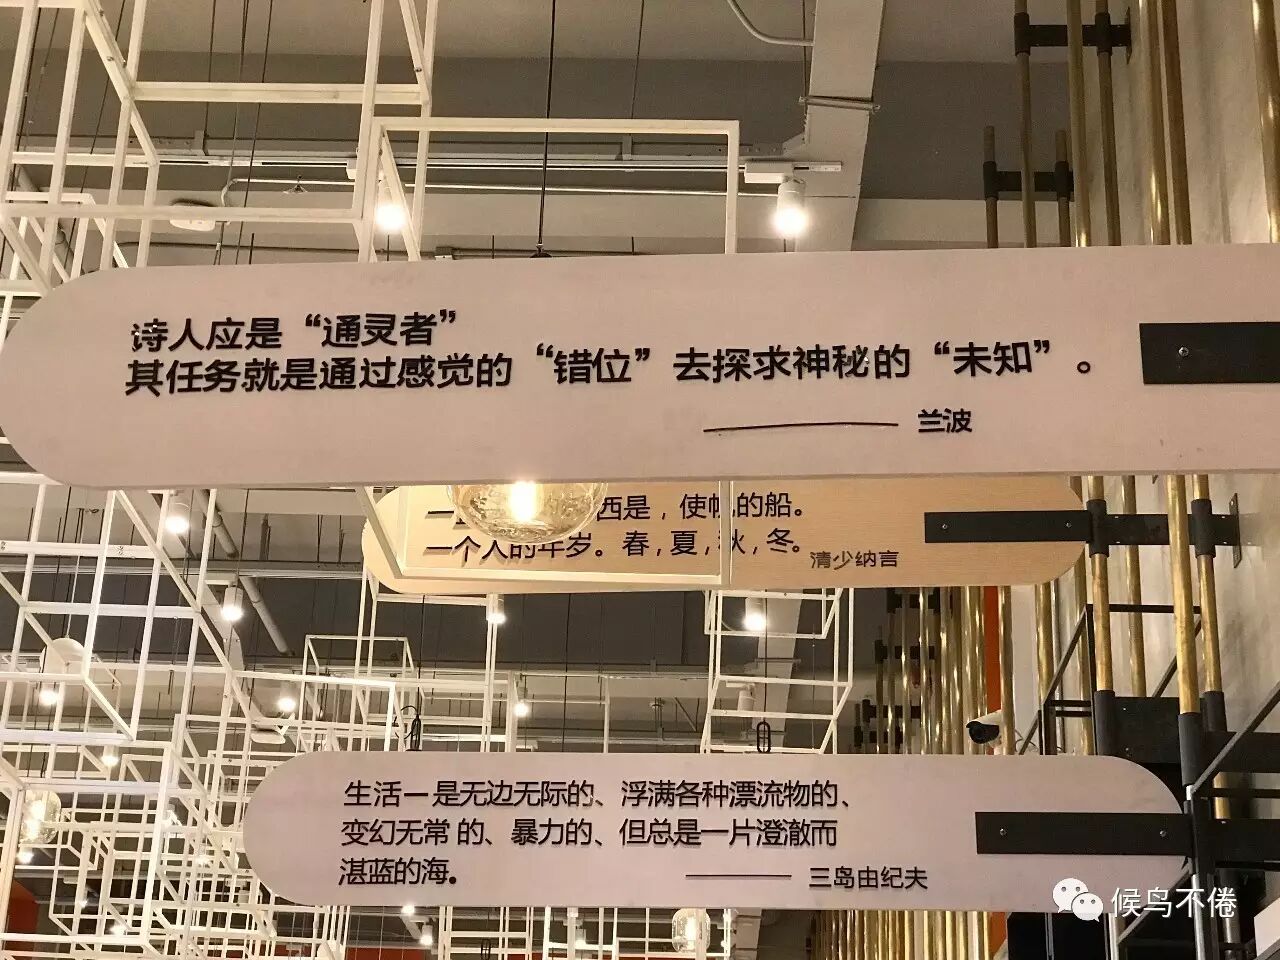 诗人应是“通灵者”
其任务就是通过感觉的“错位”去探求神秘的“未知”。
——— 兰波
一 西是，使帆的船。
一个人的年岁。春，夏，秋，冬。
清少纳言
生活一是无边无际的、浮满各种漂流物的、
变幻无常的、暴力的、但总是一片澄澈而
湛蓝的海。
——— 三岛由纪夫
候鸟不倦